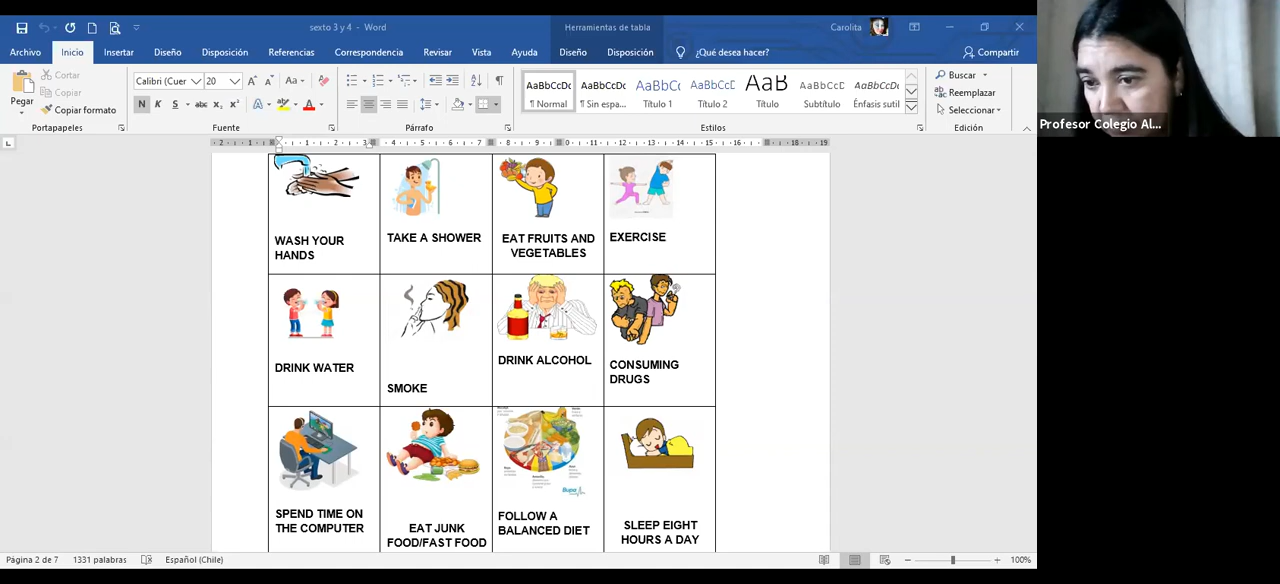 sexto 3 y 4 - Word
Herramientas de tabla
Carolita
Archivo Inicio Insertar Diseño Disposición Referencias Correspondencia Revisar Vista Ayuda Diseño Disposición ¿Qué desea hacer? Compartir
Pegar
Cortar
Copiar
Copiar formato
Portapapeles
Calibri (Cuer 20
N K S abc x₂ x²
Fuente
Párrafo
AaBbCcDc AaBbCcDc AaBbC( AaBbCcD AaB AaBbCcD AaBbCcDc
¶ Normal ¶ Sin espa... Título 1 Título 2 Título Subtítulo Énfasis sutil
Estilos
Buscar
Reemplazar
Seleccionar
Edición
Profesor Colegio Al...
WASH YOUR
HANDS
TAKE A SHOWER
EAT FRUITS AND
VEGETABLES
EXERCISE
DRINK WATER
SMOKE
DRINK ALCOHOL
CONSUMING
DRUGS
SPEND TIME ON
THE COMPUTER
EAT JUNK
FOOD/FAST FOOD
FOLLOW A
BALANCED DIET
SLEEP EIGHT
HOURS A DAY
Página 2 de 7 1331 palabras Español (Chile) 100%